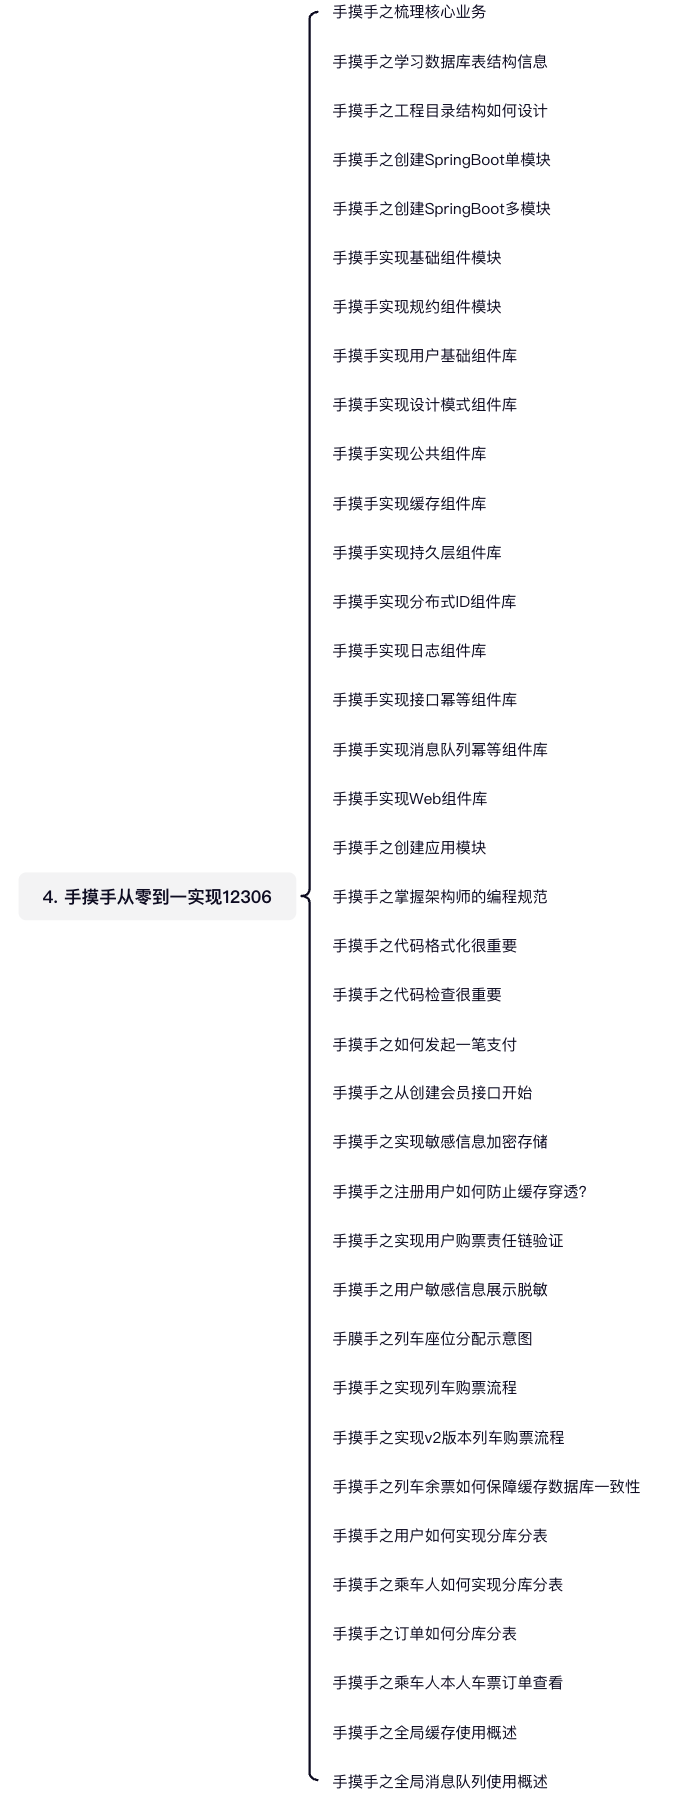 手摸手之梳理核心业务
手摸手之学习数据库表结构信息
手摸手之工程目录结构如何设计
手摸手之创建SpringBoot单模块
手摸手之创建SpringBoot多模块
手摸手实现基础组件模块
手摸手实现规约组件模块
手摸手实现用户基础组件库
手摸手实现设计模式组件库
手摸手实现公共组件库
手摸手实现缓存组件库
手摸手实现持久层组件库
手摸手实现分布式ID组件库
手摸手实现日志组件库
手摸手实现接口幂等组件库
手摸手实现消息队列幂等组件库
手摸手实现Web组件库
手摸手之创建应用模块
4. 手摸手从零到一实现12306
手摸手之掌握架构师的编程规范
手摸手之代码格式化很重要
手摸手之代码检查很重要
手摸手之如何发起一笔支付
手摸手之从创建会员接口开始
手摸手之实现敏感信息加密存储
手摸手之注册用户如何防止缓存穿透?
手摸手之实现用户购票责任链验证
手摸手之用户敏感信息展示脱敏
手膜手之列车座位分配示意图
手摸手之实现列车购票流程
手摸手之实现v2版本列车购票流程
手摸手之列车余票如何保障缓存数据库一致性
手摸手之用户如何实现分库分表
手摸手之乘车人如何实现分库分表
手摸手之订单如何分库分表
手摸手之乘车人本人车票订单查看
手摸手之全局缓存使用概述
手摸手之全局消息队列使用概述